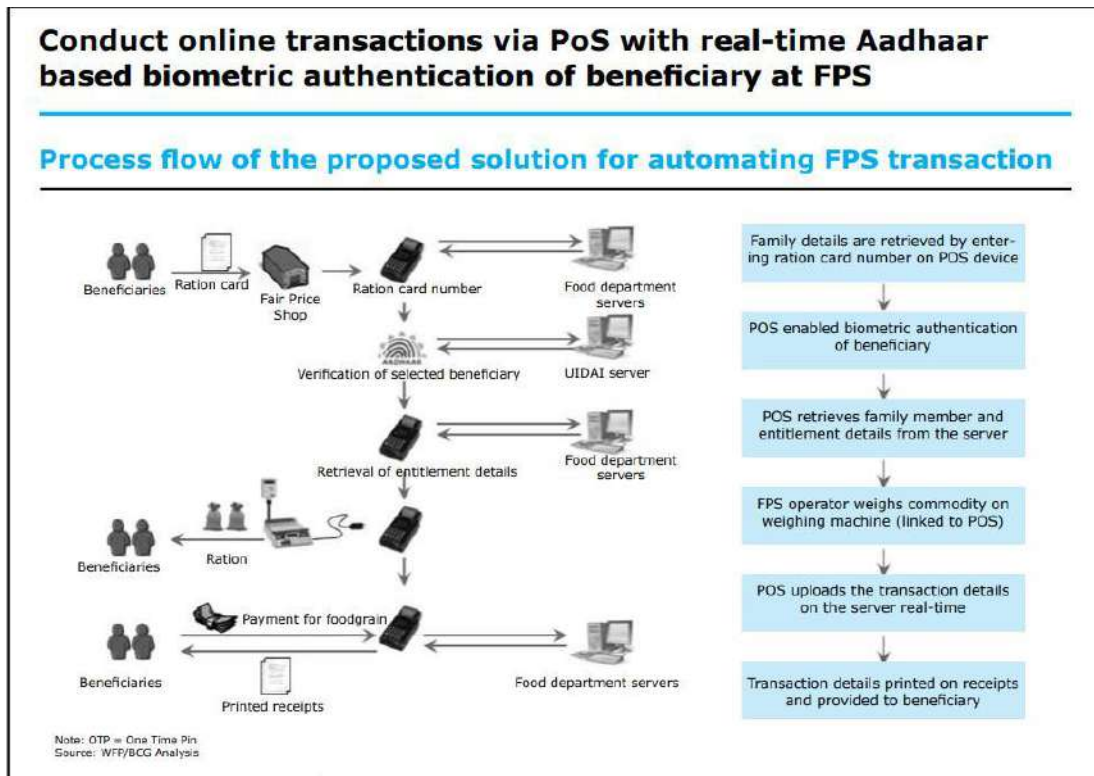 Conduct online transactions via PoS with real-time Aadhaar
based biometric authentication of beneficiary at FPS
Process flow of the proposed solution for automating FPS transaction
Beneficiaries
Ration card
Fair Price
Shop
Ration card number
Food department
servers
AADHAAR
Verification of selected beneficiary
UIDAI server
Retrieval of entitlement details
Food department
servers
Beneficiaries
Ration
Payment for foodgrain
Beneficiaries
Printed receipts
Food department servers
Family details are retrieved by enter-
ing ration card number on POS device
POS enabled biometric authentication
of beneficiary
POS retrieves family member and
entitlement details from the server
FPS operator weighs commodity on
weighing machine (linked to POS)
POS uploads the transaction details
on the server real-time
Transaction details printed on receipts
and provided to beneficiary
Note: OTP = One Time Pin
Source: WFP/BCG Analysis